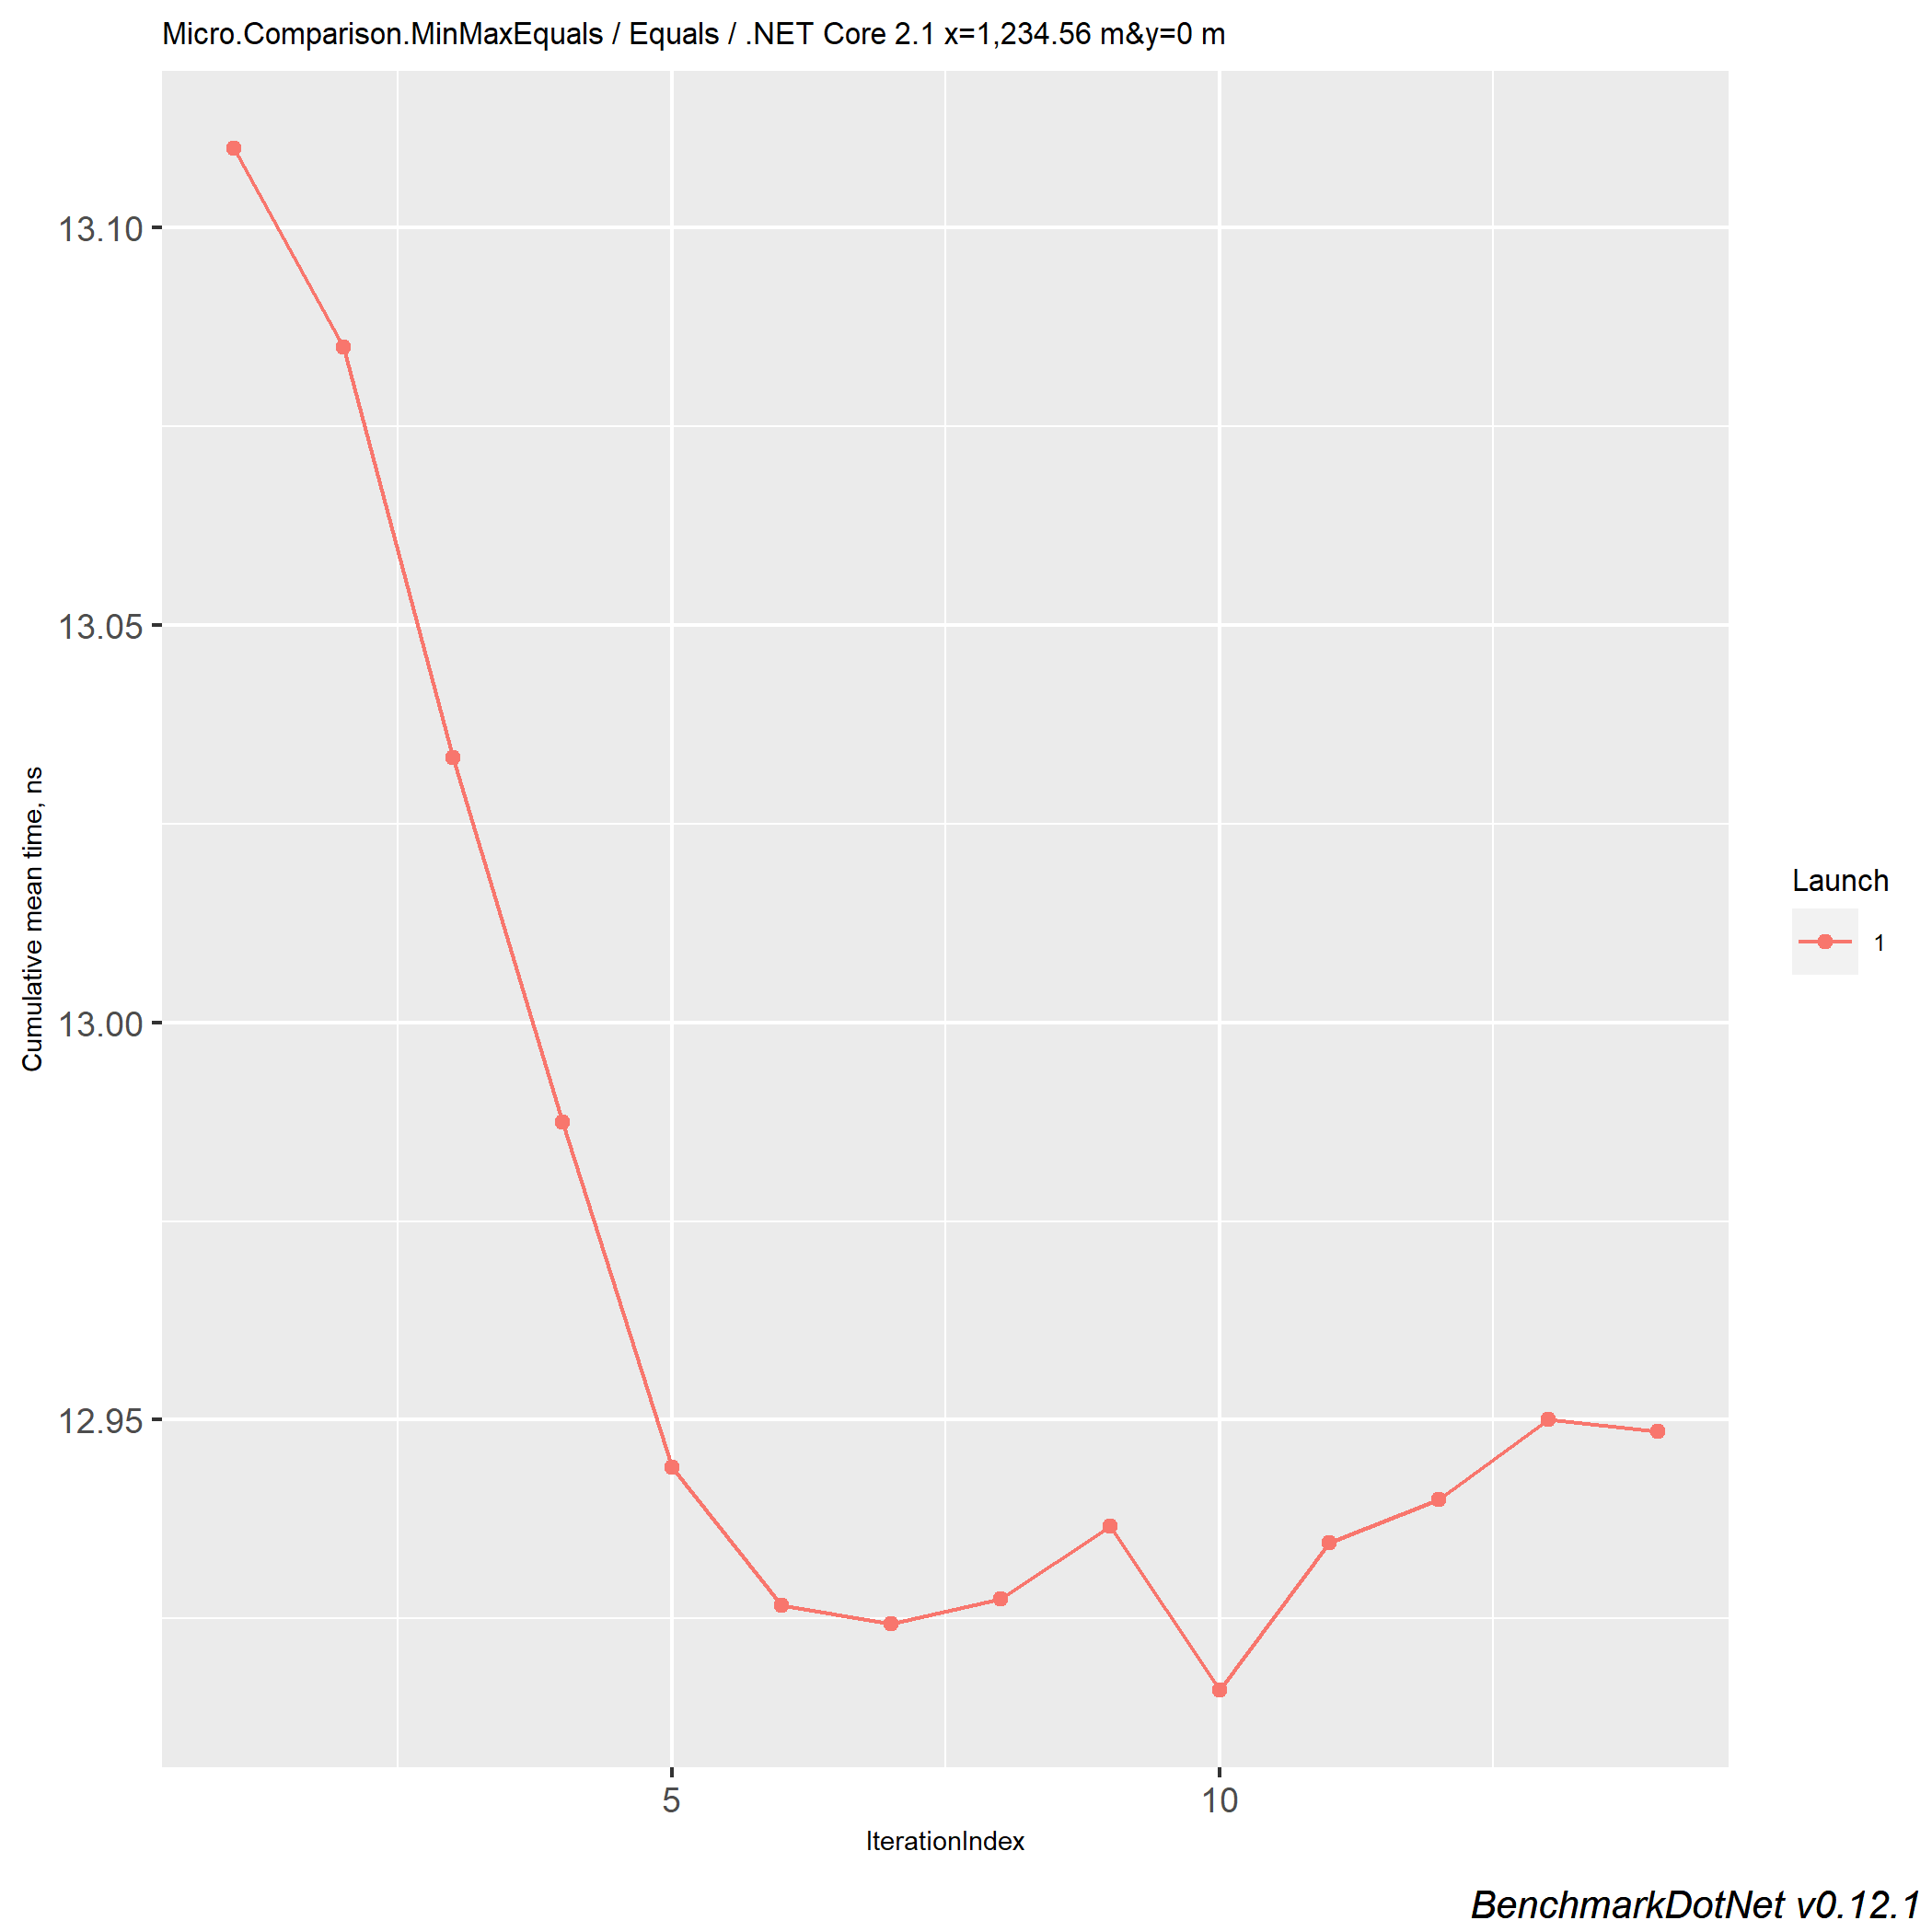 Micro.Comparison.MinMaxEquals / Equals / .NET Core 2.1 x=1,234.56 m&y=0 m
13.10
13.05
13.00
12.95
Cumulative mean time, ns
5
10
IterationIndex
Launch
1
BenchmarkDotNet v0.12.1